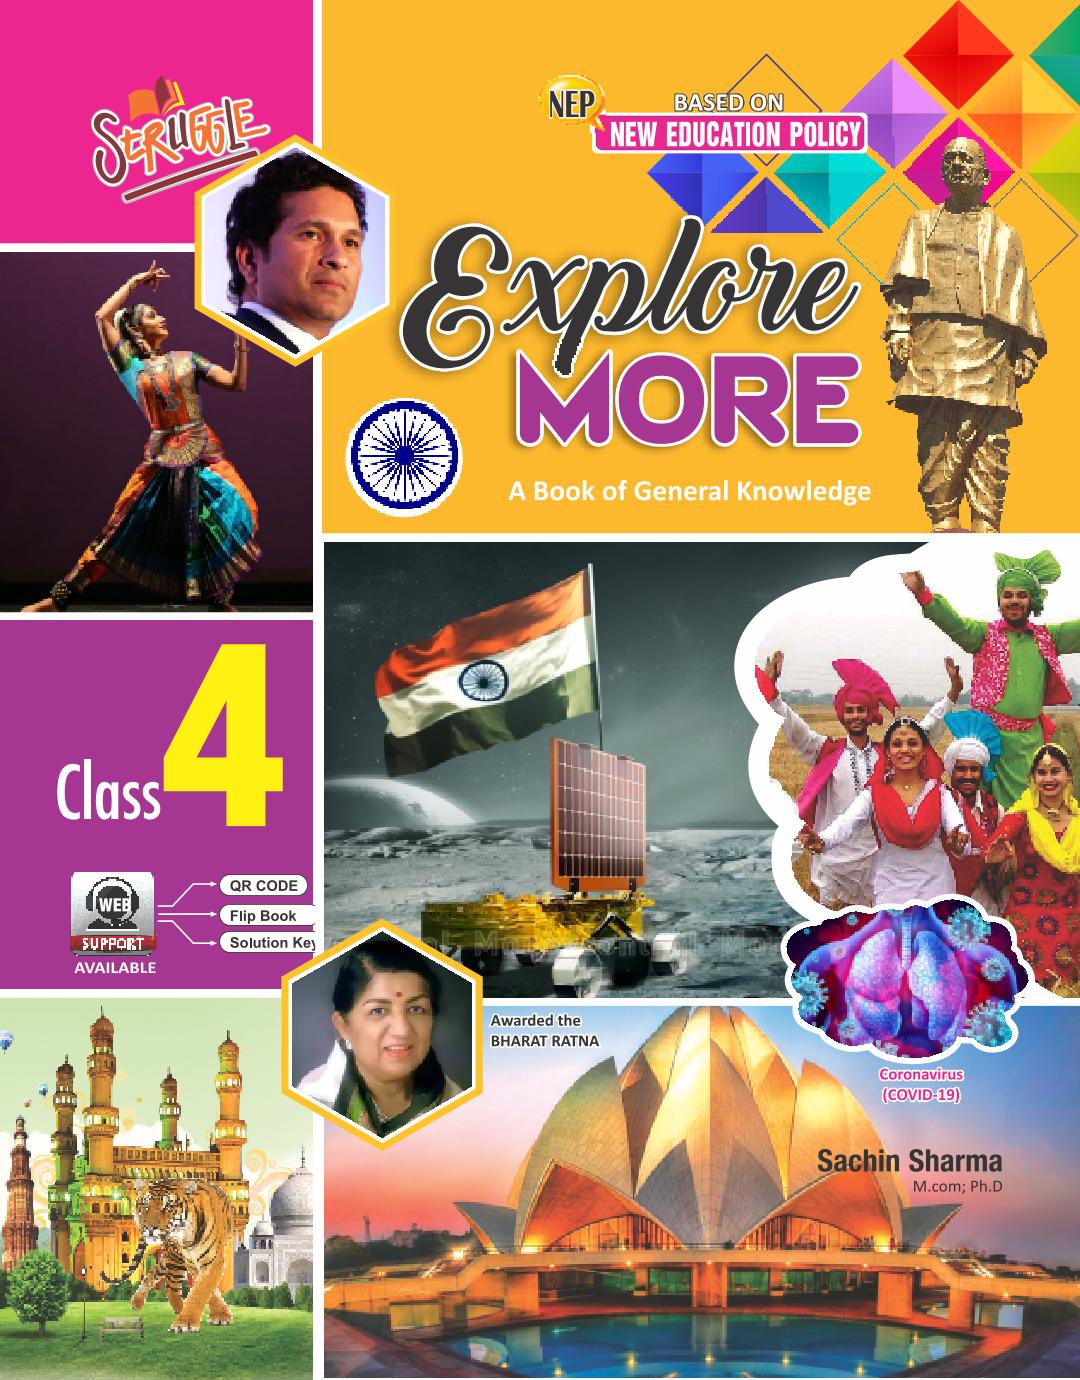 STRUGGLE
NEP
BASED ON
NEW EDUCATION POLICY
Explore
MORE
A Book of General Knowledge
Class 4
WEB
SUPPORT
AVAILABLE
QR CODE
Flip Book
Solution Key
Awarded the
BHARAT RATNA
Coronavirus
(COVID-19)
Sachin Sharma
M.com; Ph.D